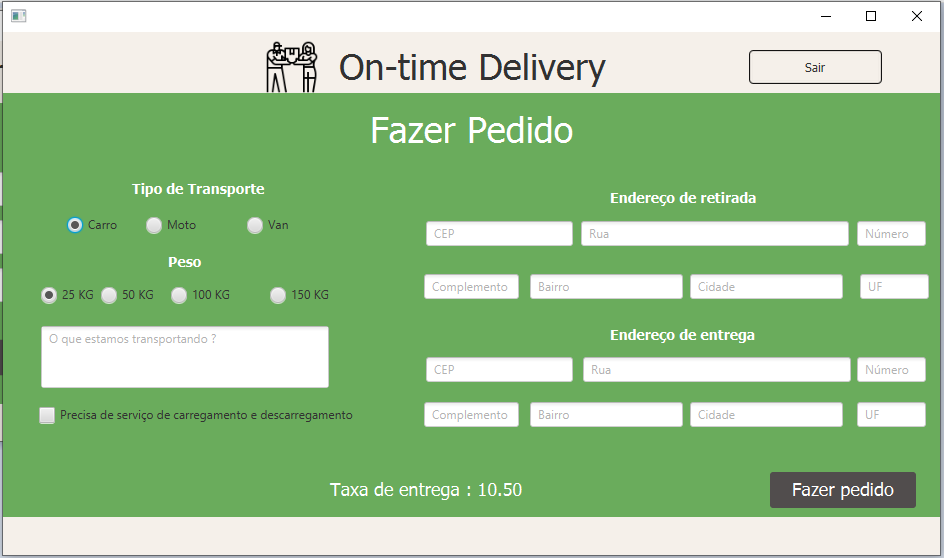 On-time Delivery
Sair
Fazer Pedido
Tipo de Transporte
Carro Moto Van
Peso
25 KG 50 KG 100 KG 150 KG
O que estamos transportando ?
Precisa de serviço de carregamento e descarregamento
Endereço de retirada
CEP Rua Número
Complemento Bairro Cidade UF
Endereço de entrega
CEP Rua Número
Complemento Bairro Cidade UF
Taxa de entrega : 10.50
Fazer pedido